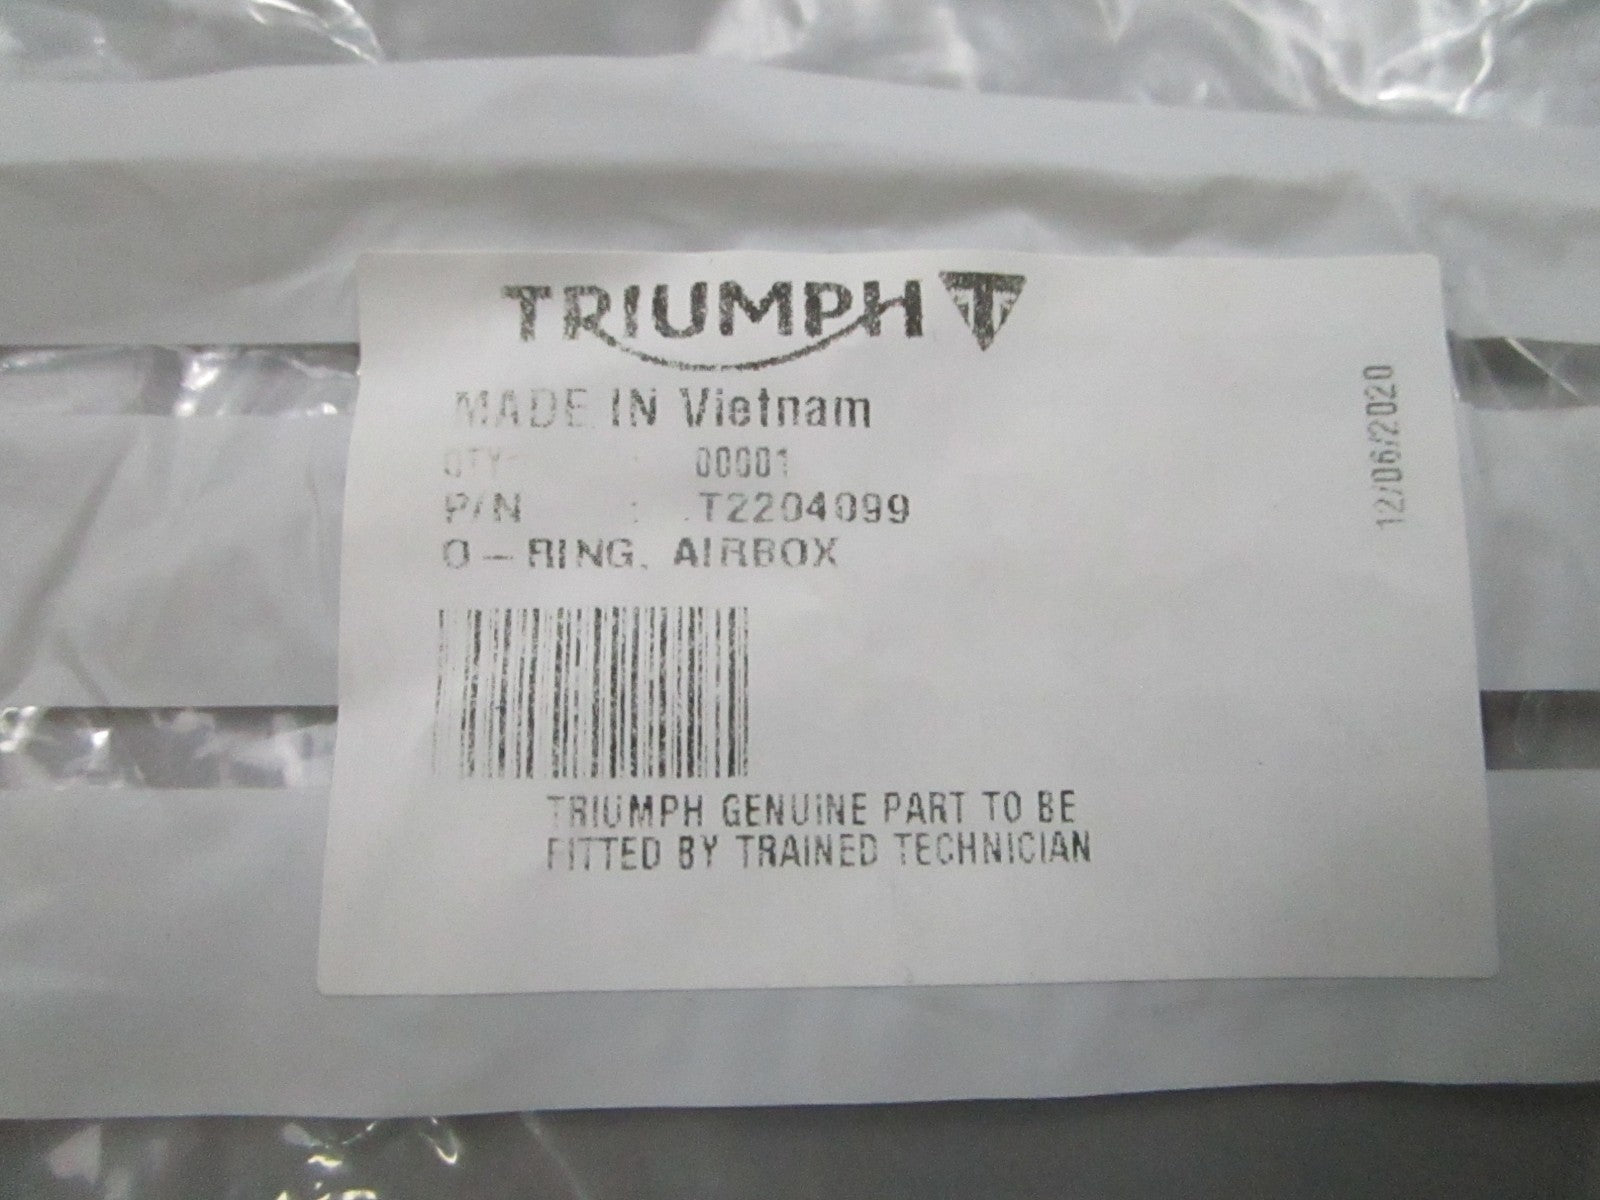 TRIUMPH T
MADE IN Vietnam
QTY : 00001
P/N : T2204099
O-RING, AIRBOX
TRIUMPH GENUINE PART TO BE
FITTED BY TRAINED TECHNICIAN
12/06/2020